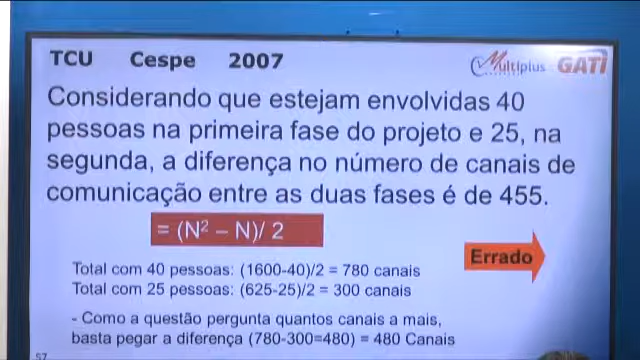 TCU Cespe 2007
Multiplus GATI
Considerando que estejam envolvidas 40
pessoas na primeira fase do projeto e 25, na
segunda, a diferença no número de canais de
comunicação entre as duas fases é de 455.
= (N² – N)/ 2
Errado
Total com 40 pessoas: (1600-40)/2 = 780 canais
Total com 25 pessoas: (625-25)/2 = 300 canais
- Como a questão pergunta quantos canais a mais,
basta pegar a diferença (780-300=480) = 480 Canais
57